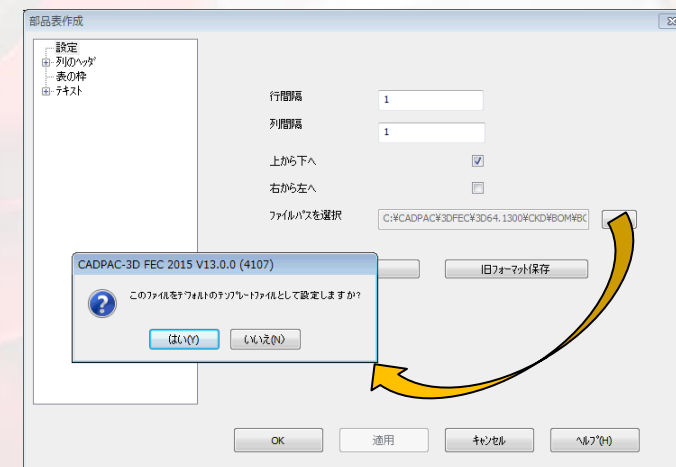 部品表作成
設定
列のヘッダ
表の枠
テキスト
行間隔 1
列間隔 1
上から下へ
右から左へ
ファイルパスを選択 C:¥CADPAC¥3DFEC¥3D64.1300¥CKD¥BOM¥BC
旧フォーマット保存
CADPAC-3D FEC 2015 V13.0.0 (4107)
このファイルをデフォルトのテンプレートファイルとして設定しますか?
はい(Y) いいえ(N)
OK 適用 キャンセル ヘルプ(H)